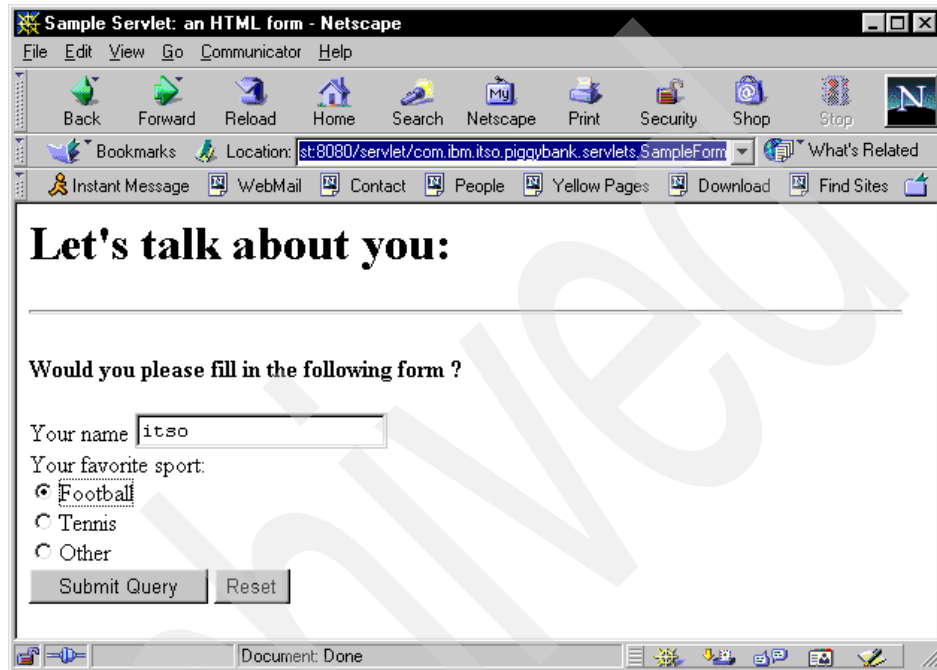 Sample Servlet: an HTML form - Netscape
File Edit View Go Communicator Help
Back Forward Reload Home Search Netscape Print Security Shop Stop
Bookmarks Location: st:8080/servlet/com.ibm.itso.piggybank.servlets.SampleForm What's Related
Instant Message WebMail Contact People Yellow Pages Download Find Sites
Let's talk about you:
Would you please fill in the following form ?
Your name itso
Your favorite sport:
Football
Tennis
Other
Submit Query Reset
Document: Done